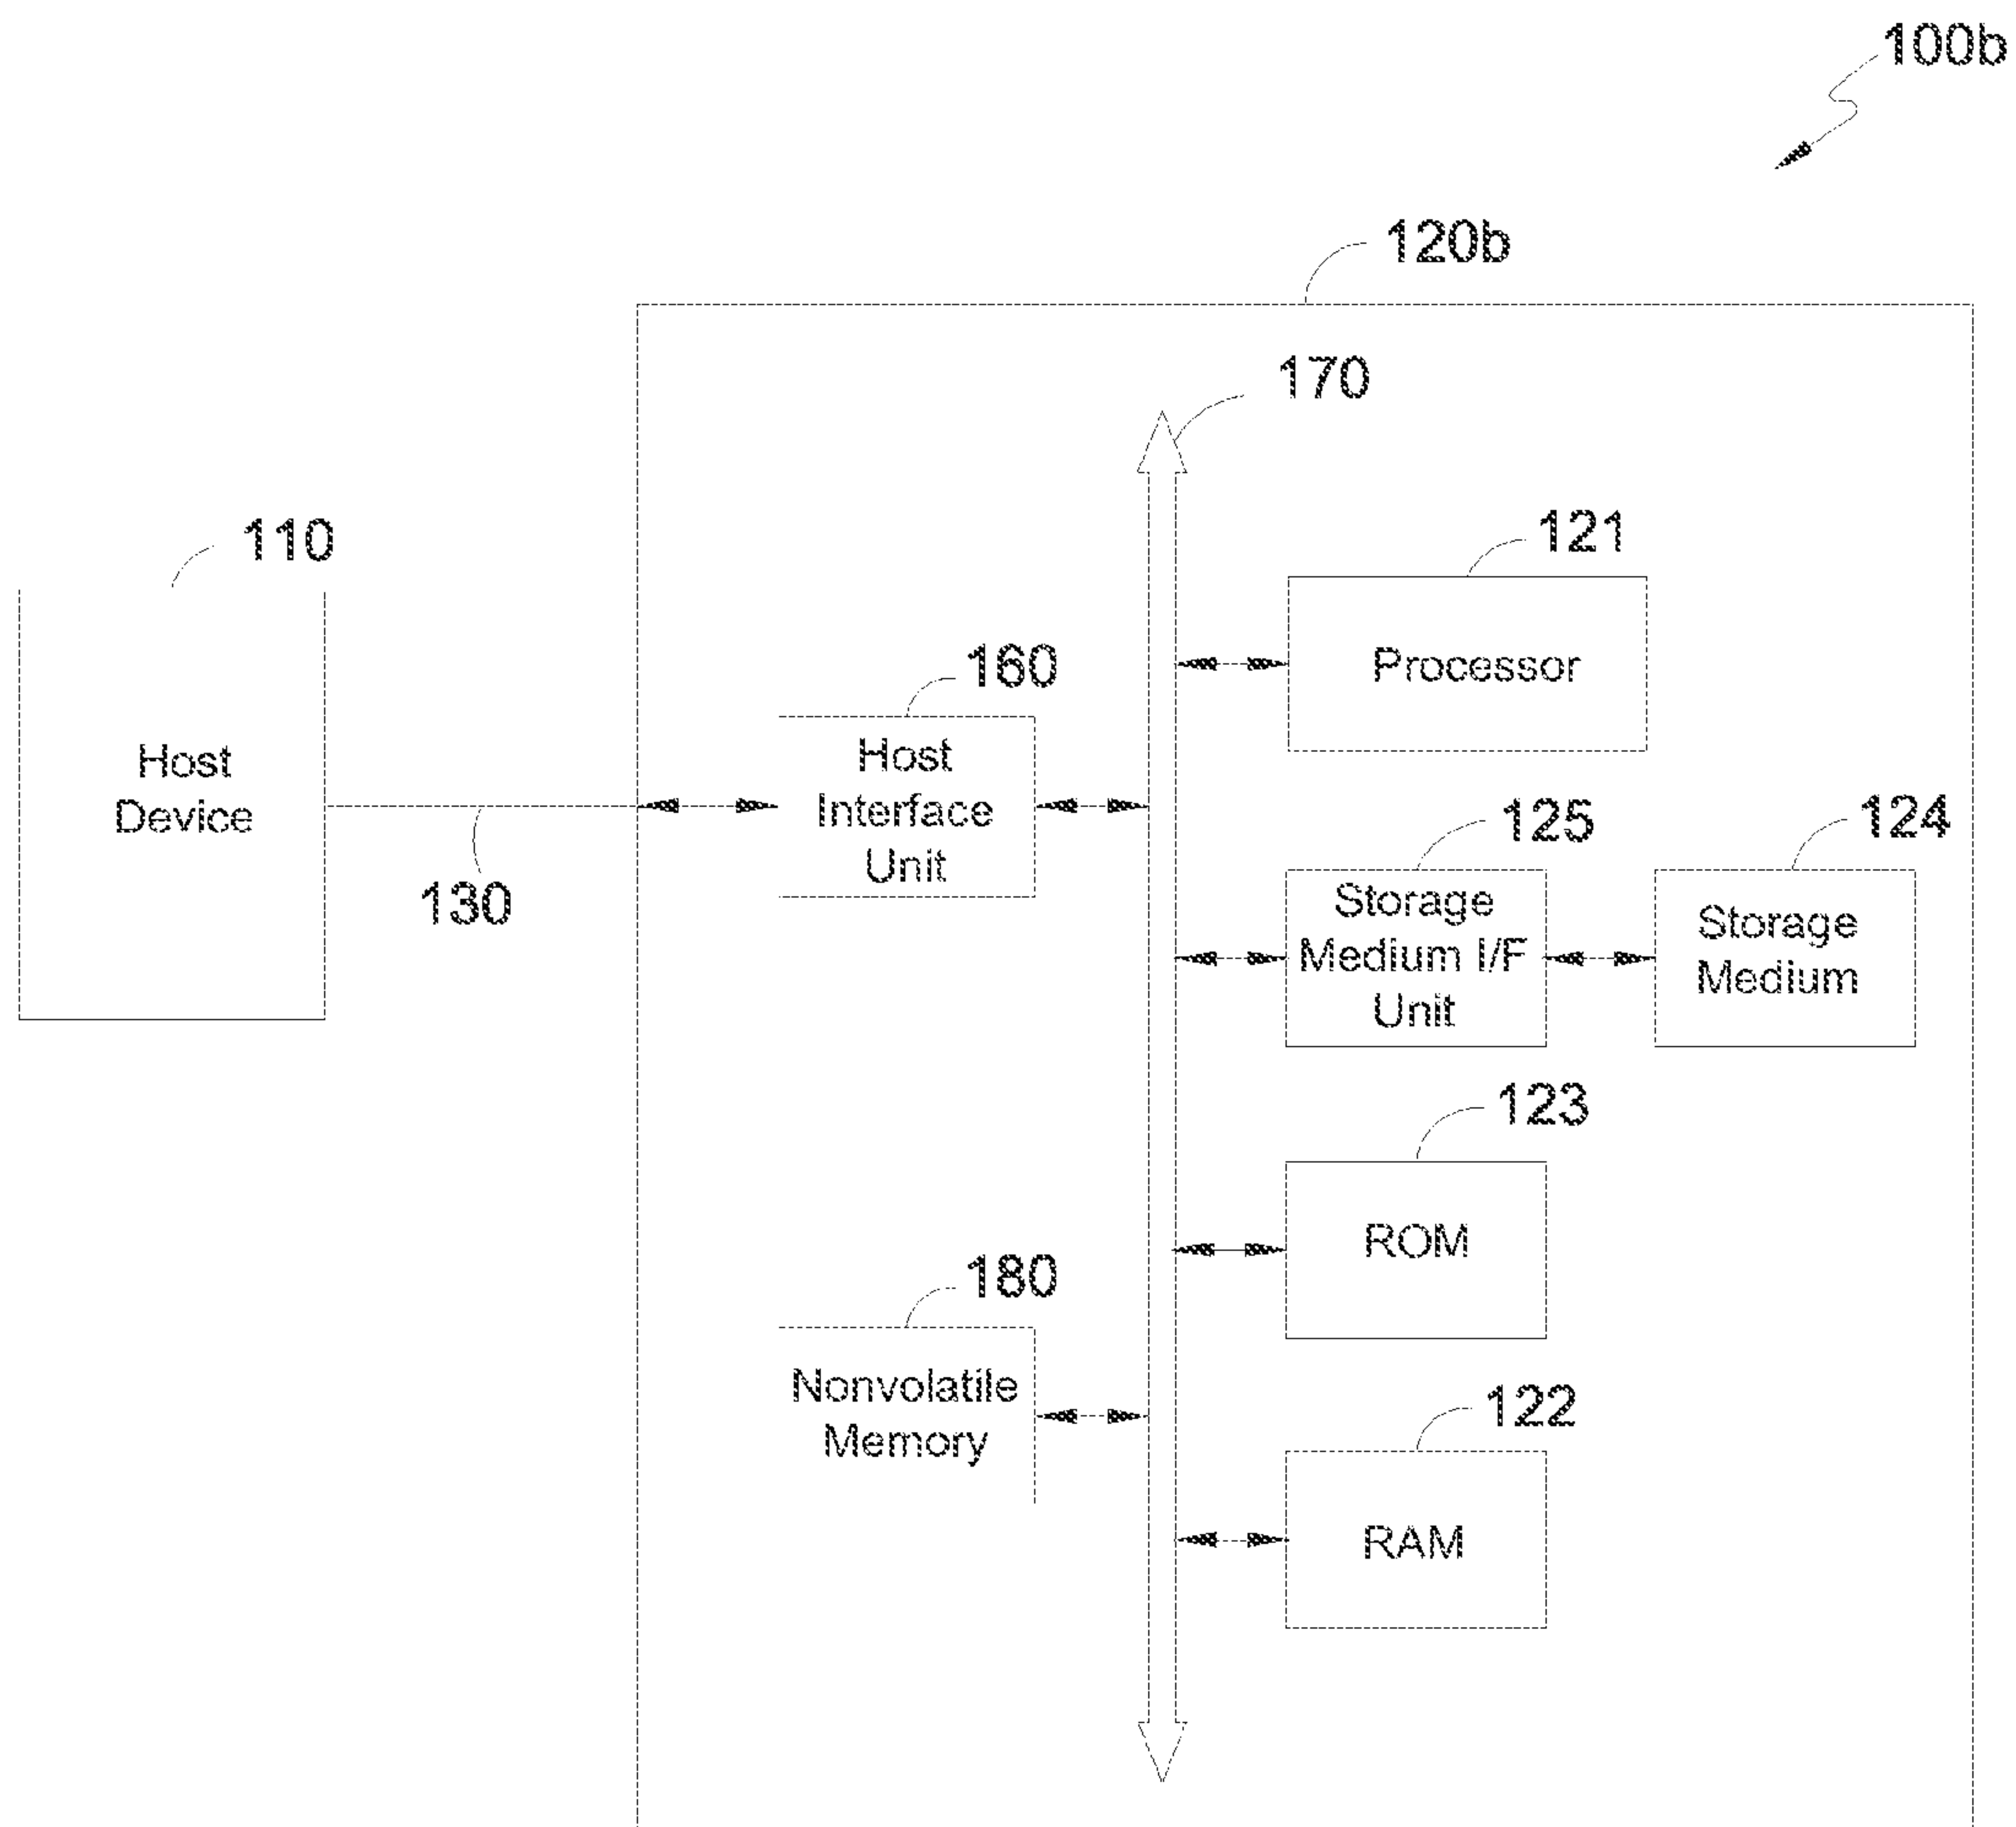 100b
120b
170
110
121
Processor
160
Host
Interface
Unit
Host
Device
130
125
Storage
Medium I/F
Unit
124
Storage
Medium
123
ROM
180
Nonvolatile
Memory
122
RAM